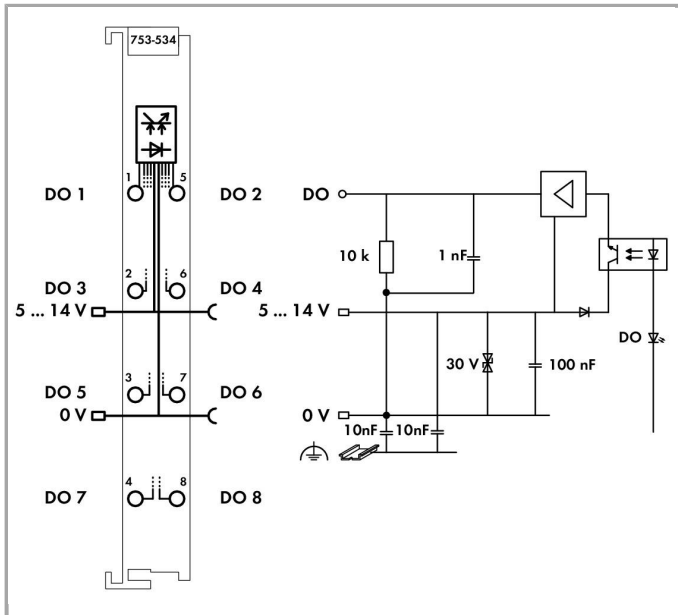 753-534
1 5
DO 1 DO 2 DO
10 k 1 nF
2 6
DO 3 DO 4
5 ... 14 V 5 ... 14 V
DO
30 V 100 nF
3 7
DO 5 DO 6
0 V 0 V
10nF 10nF
4 8
DO 7 DO 8